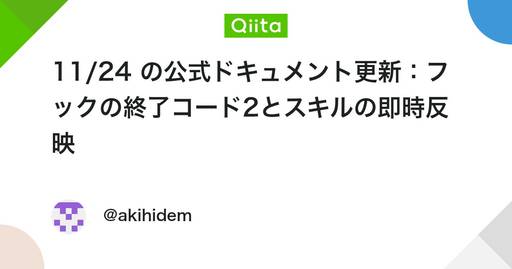 Qiita
11/24 の公式ドキュメント更新：フ
ックの終了コード2とスキルの即時反
映
@akihidem